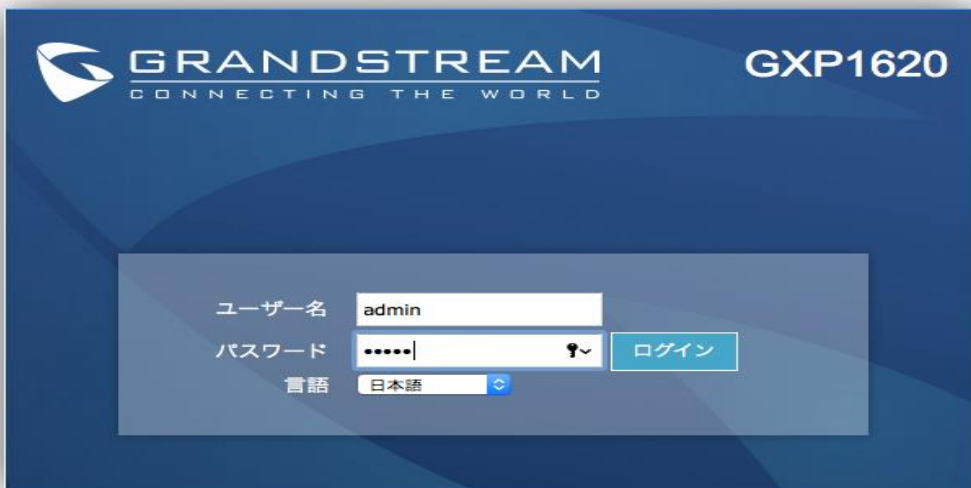 GRANDSTREAM
CONNECTING THE WORLD
GXP1620
ユーザー名 admin
パスワード ••••• ログイン
言語 日本語